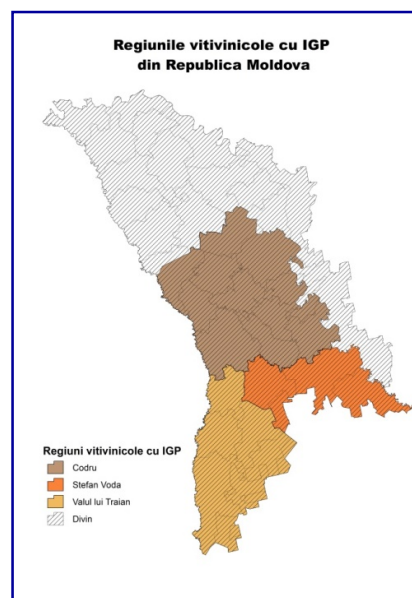 Regiunile vitivinicole cu IGP
din Republica Moldova
Regiuni vitivinicole cu IGP
Codru
Stefan Voda
Valul lui Traian
Divin